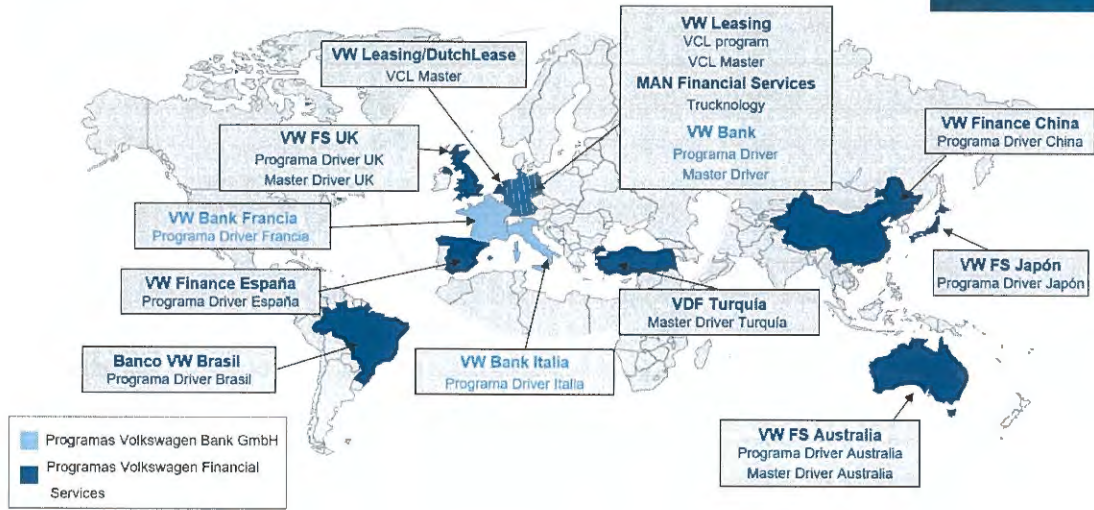 VW Leasing
VCL program
VCL Master
MAN Financial Services
Trucknology
VW Bank
Programa Driver
Master Driver
VW Leasing/DutchLease
VCL Master
VW FS UK
Programa Driver UK
Master Driver UK
VW Finance China
Programa Driver China
VW Bank Francia
Programa Driver Francia
VW Finance España
Programa Driver España
VW FS Japón
Programa Driver Japón
VDF Turquía
Master Driver Turquía
Banco VW Brasil
Programa Driver Brasil
VW Bank Italia
Programa Driver Italia
VW FS Australia
Programa Driver Australia
Master Driver Australia
Programas Volkswagen Bank GmbH
Programas Volkswagen Financial
Services